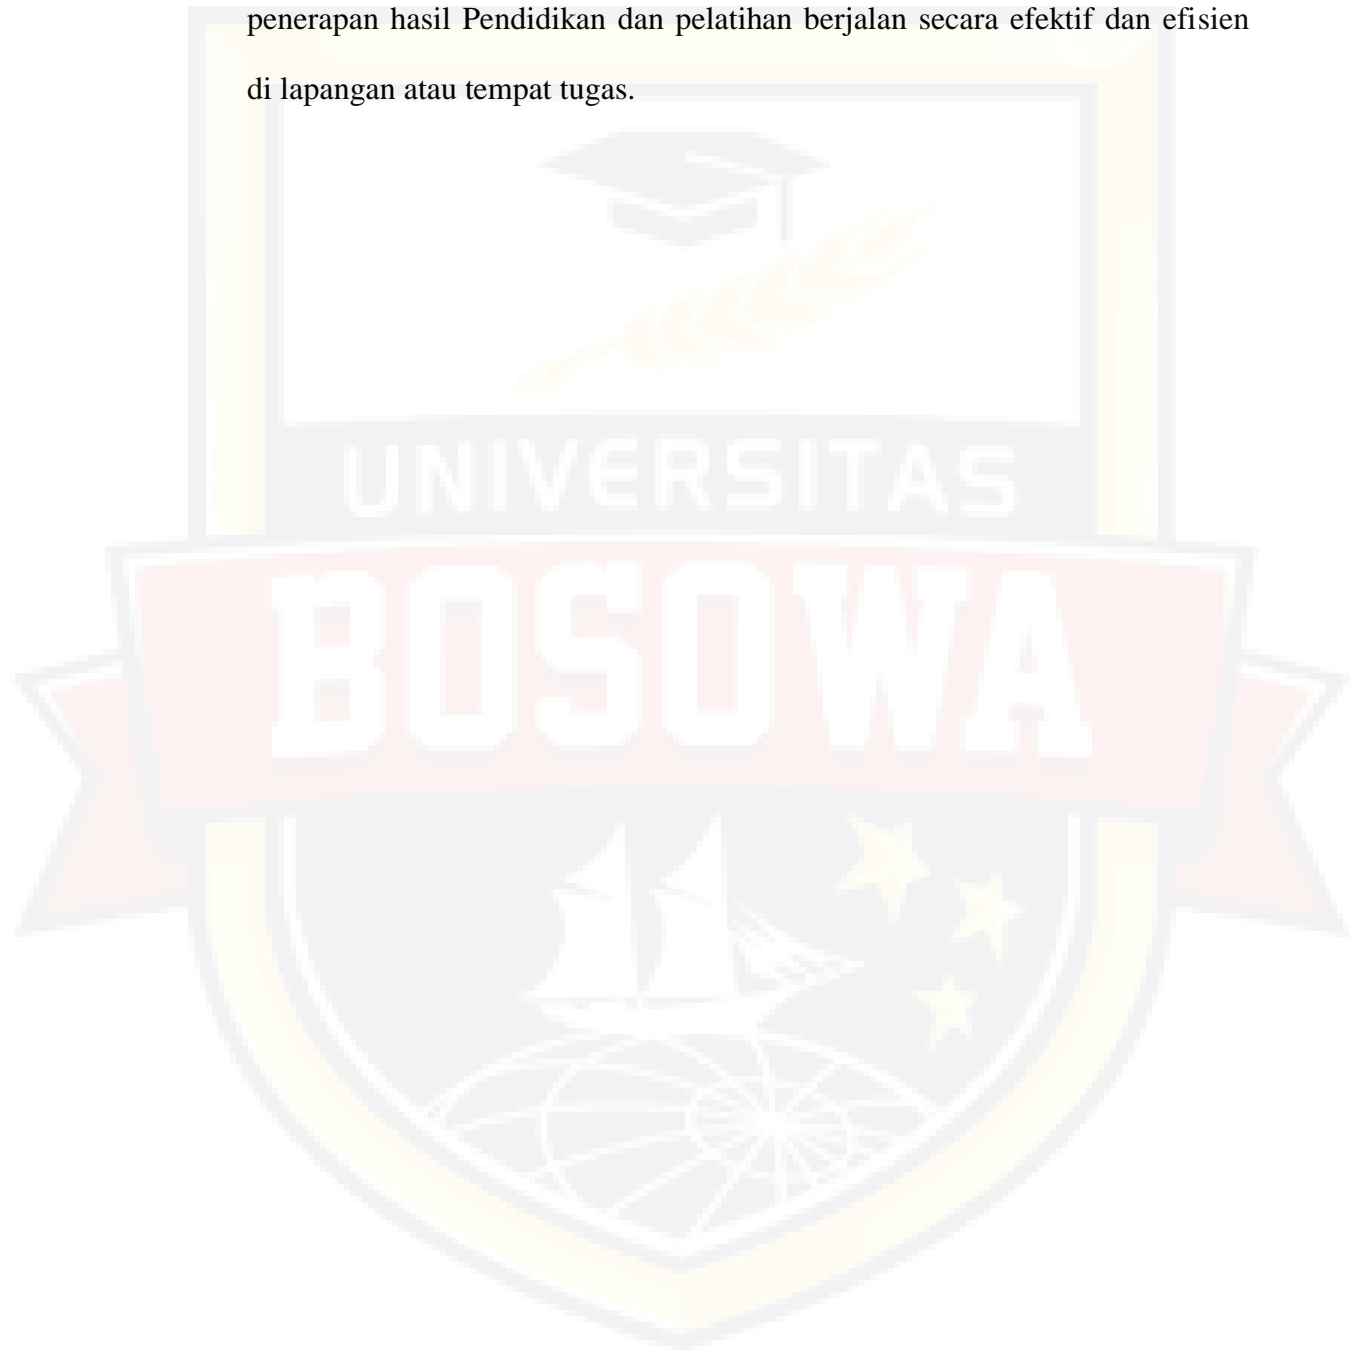 penerapan hasil Pendidikan dan pelatihan berjalan secara efektif dan efisien
di lapangan atau tempat tugas.
UNIVERSITAS
BOSOWA